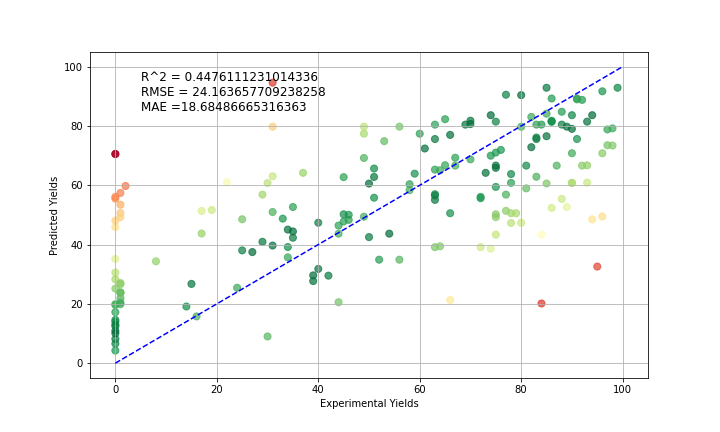 R^2 = 0.4476111231014336
RMSE = 24.163657709238258
MAE =18.68486665316363
100
80
60
40
20
0
Predicted Yields
0 20 40 60 80 100
Experimental Yields